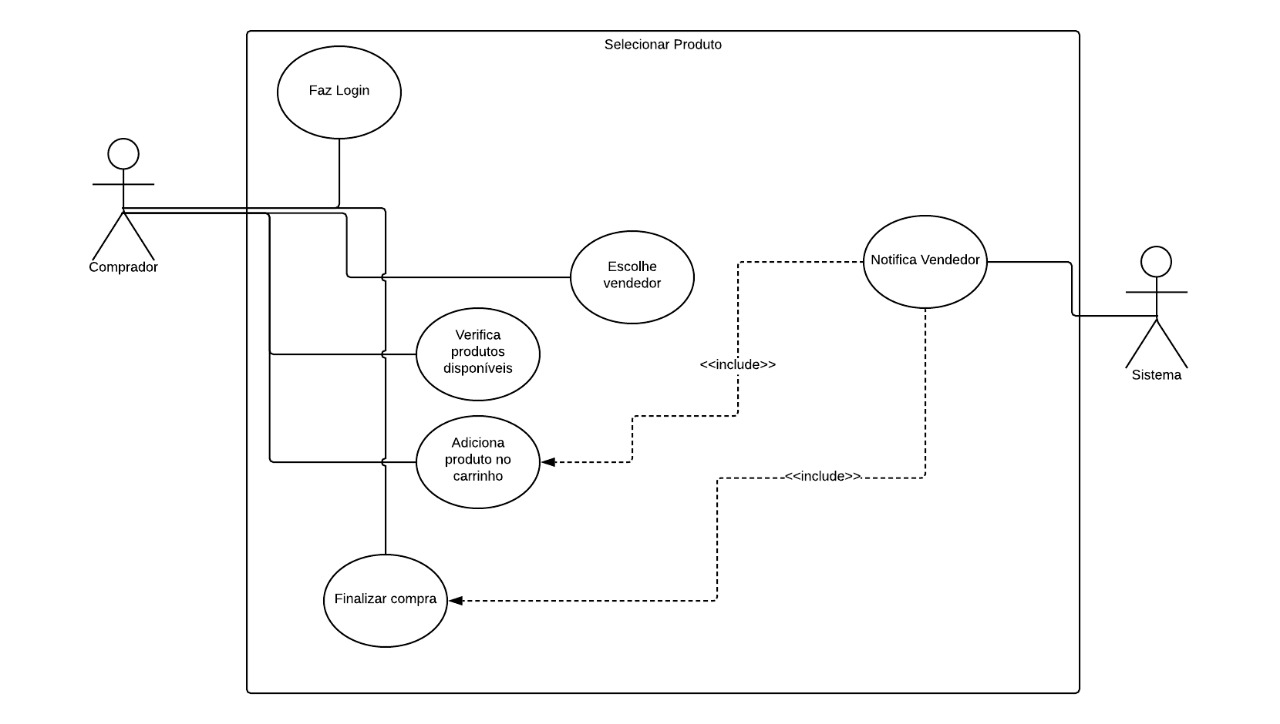 Selecionar Produto
Faz Login
Comprador
Escolhe
vendedor
Notifica Vendedor
Verifica
produtos
disponíveis
<<include>>
Sistema
Adiciona
produto no
carrinho
<<include>>
Finalizar compra